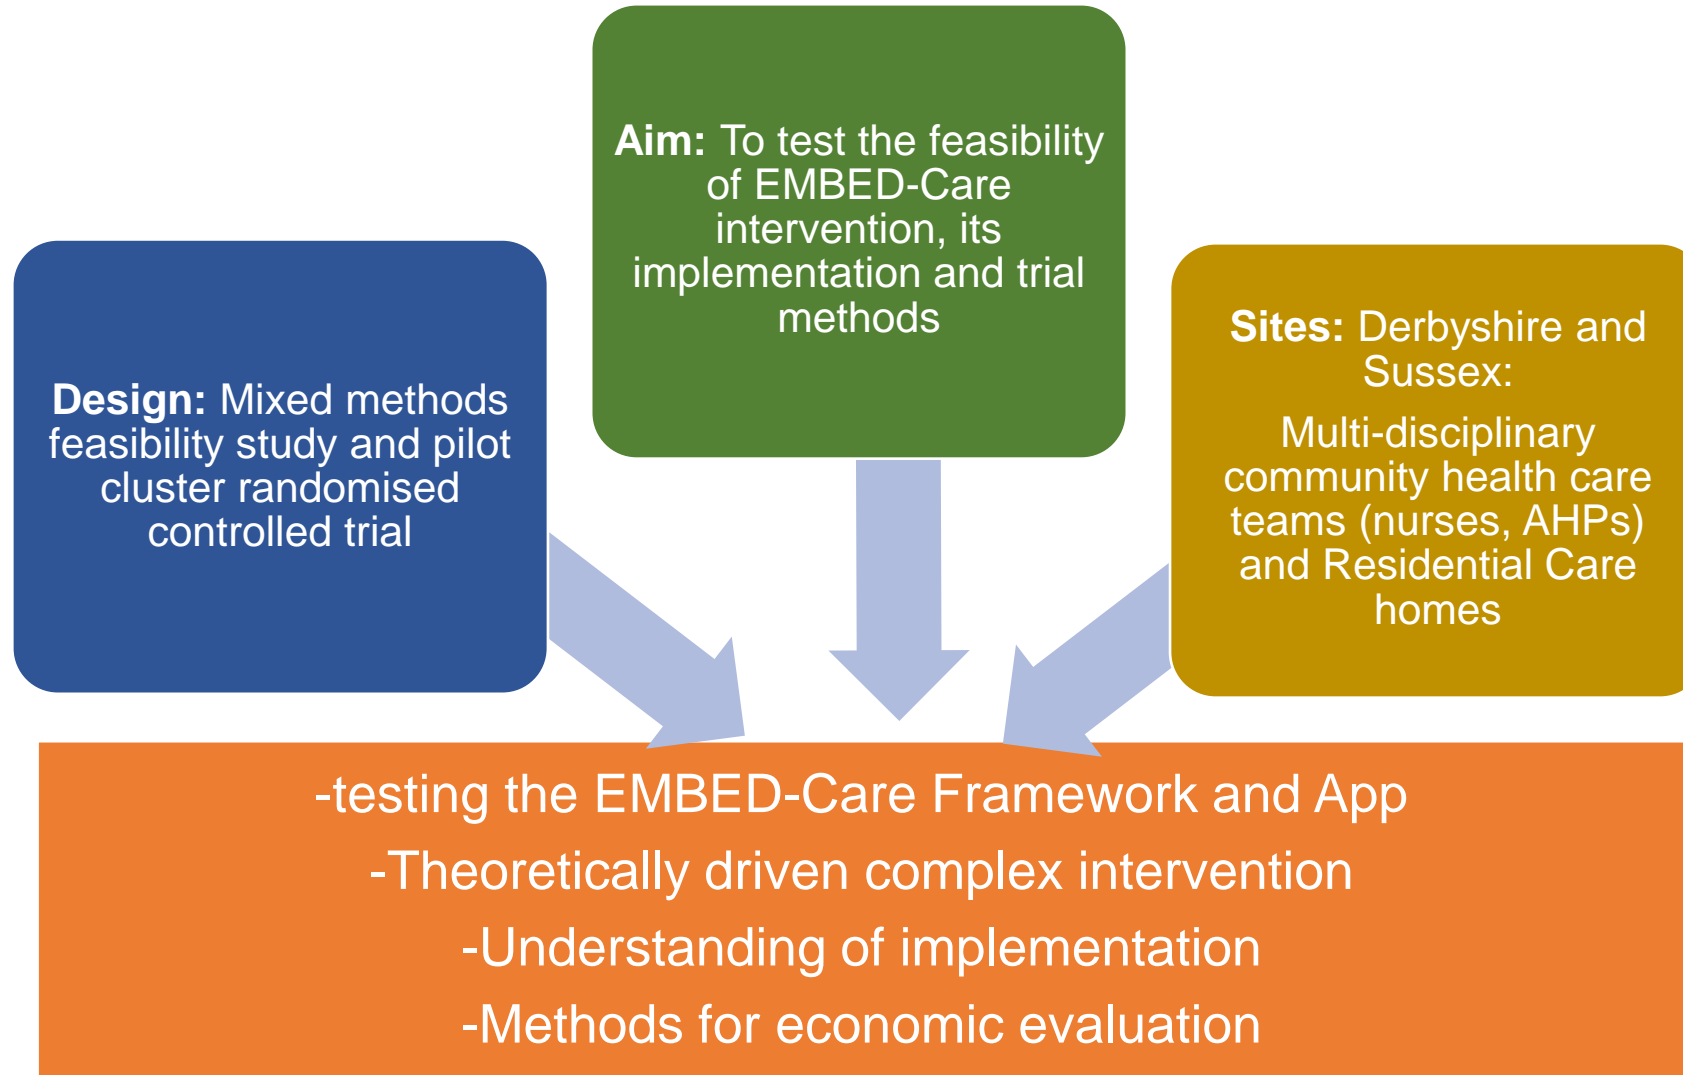 Aim: To test the feasibility
of EMBED-Care
intervention, its
implementation and trial
methods
Design: Mixed methods
feasibility study and pilot
cluster randomised
controlled trial
Sites: Derbyshire and
Sussex:
Multi-disciplinary
community health care
teams (nurses, AHPs)
and Residential Care
homes
-testing the EMBED-Care Framework and App
-Theoretically driven complex intervention
-Understanding of implementation
-Methods for economic evaluation